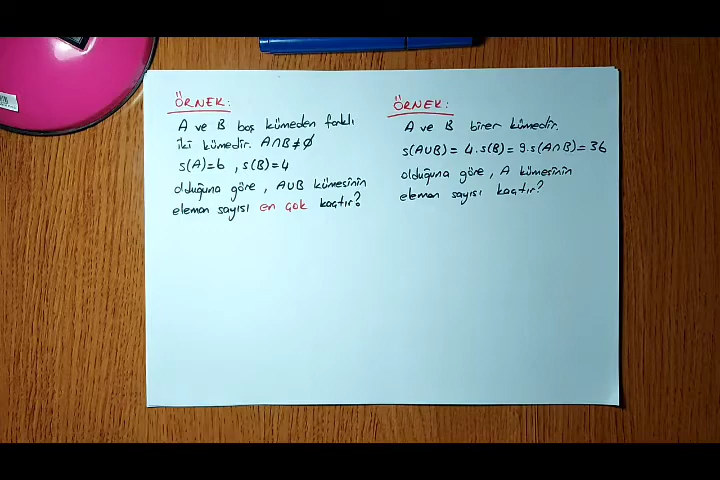 ÖRNEK:
A ve B boş kümeden farklı
iki kümedir. A∩B≠∅
s(A)=6 , s(B)=4
olduğuna göre, A∪B kümesinin
eleman sayısı en çok kaçtır?
ÖRNEK:
A ve B birer kümedir.
s(A∪B) = 4.s(B) = 9.s(A∩B) = 36
olduğuna göre, A kümesinin
eleman sayısı kaçtır?